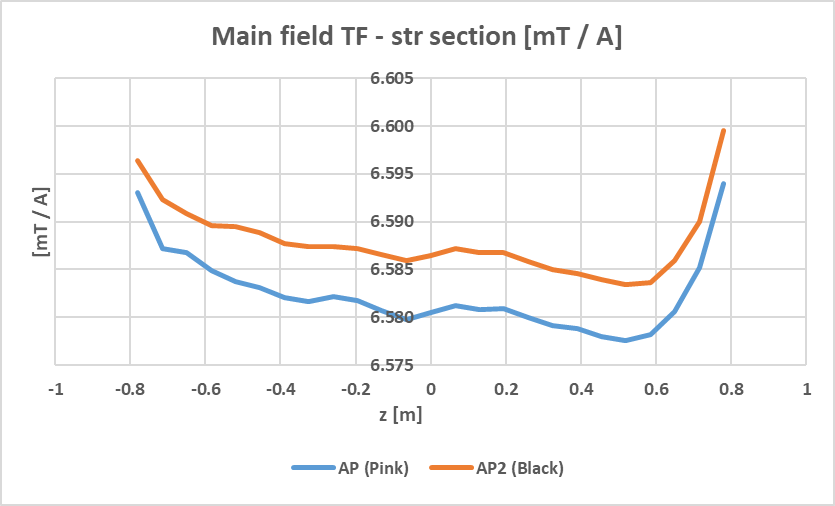 Main field TF - str section [mT / A]
6.605
6.600
6.595
6.590
6.585
6.580
6.575
[mT / A]
-1 -0.8 -0.6 -0.4 -0.2 0 0.2 0.4 0.6 0.8 1
z [m]
AP (Pink) AP2 (Black)